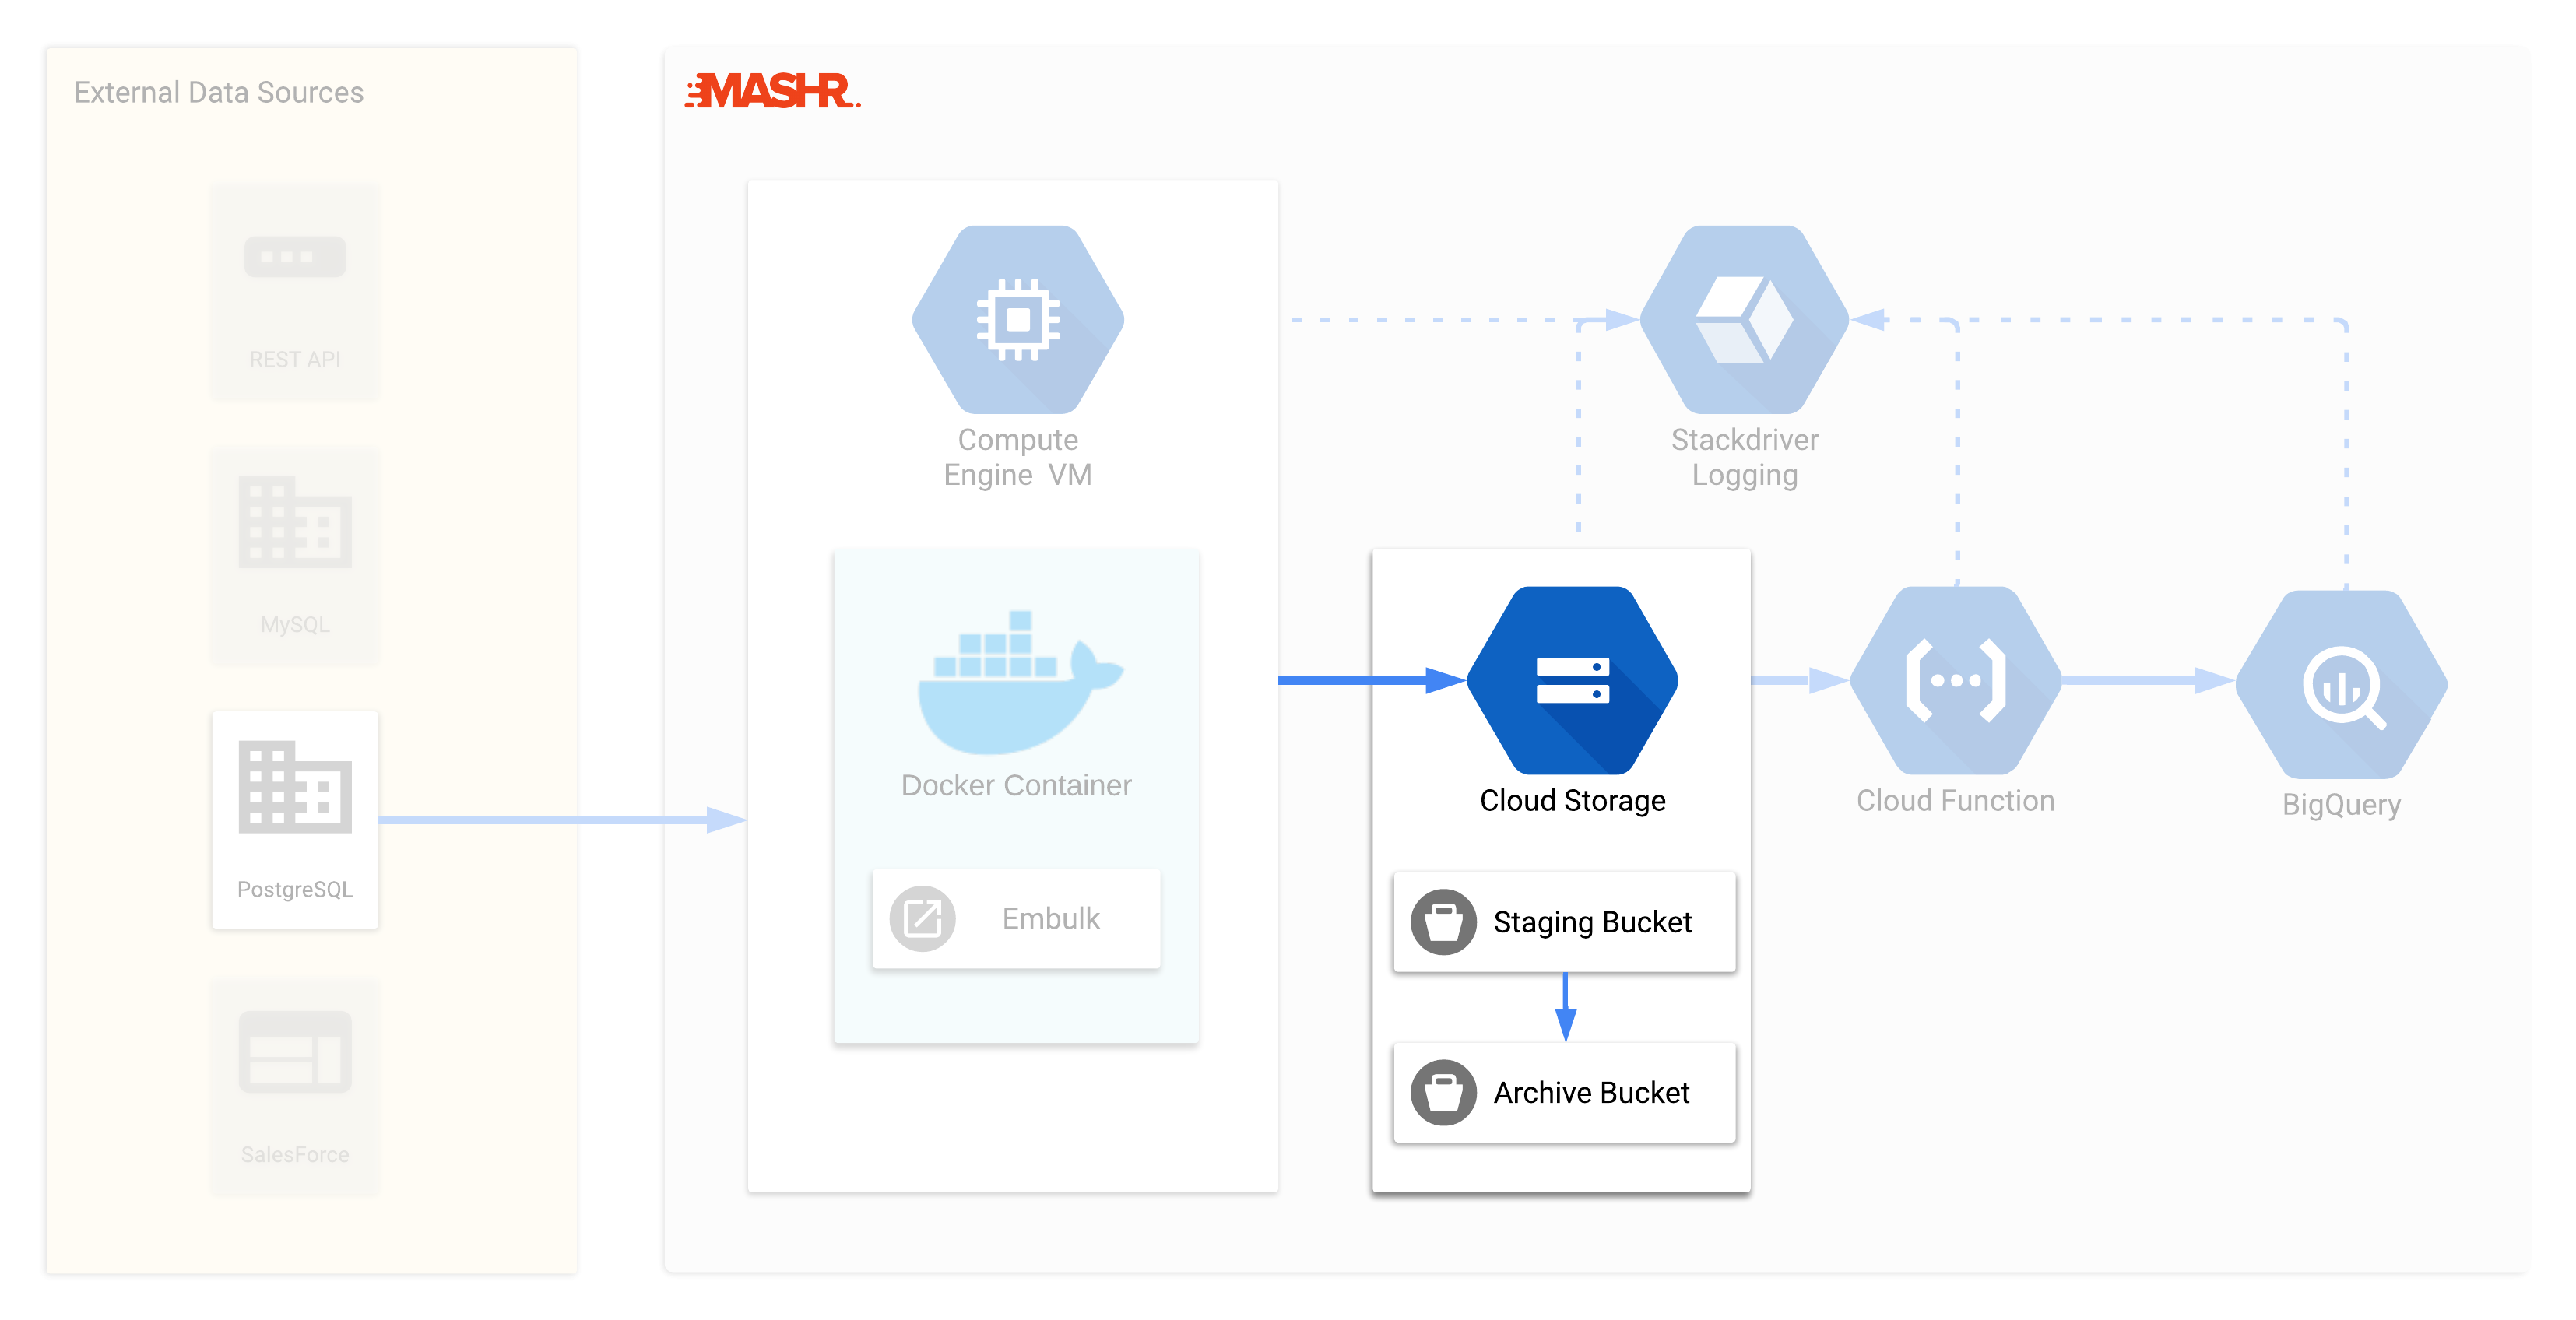 External Data Sources
REST API
MySQL
PostgreSQL
SalesForce
MASHR
Compute
Engine VM
Docker Container
Embulk
Stackdriver
Logging
Cloud Storage
Staging Bucket
Archive Bucket
Cloud Function
BigQuery